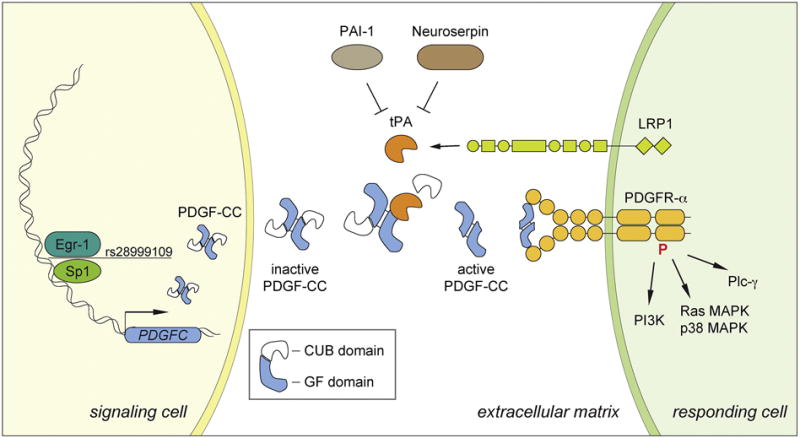 PAI-1
Neuroserpin
tPA
LRP1
PDGFR-α
PDGF-CC
Egr-1
rs28999109
Sp1
inactive
PDGF-CC
active
PDGF-CC
P
Plc-γ
PI3K
Ras MAPK
p38 MAPK
PDGFC
CUB domain
GF domain
signaling cell
extracellular matrix
responding cell